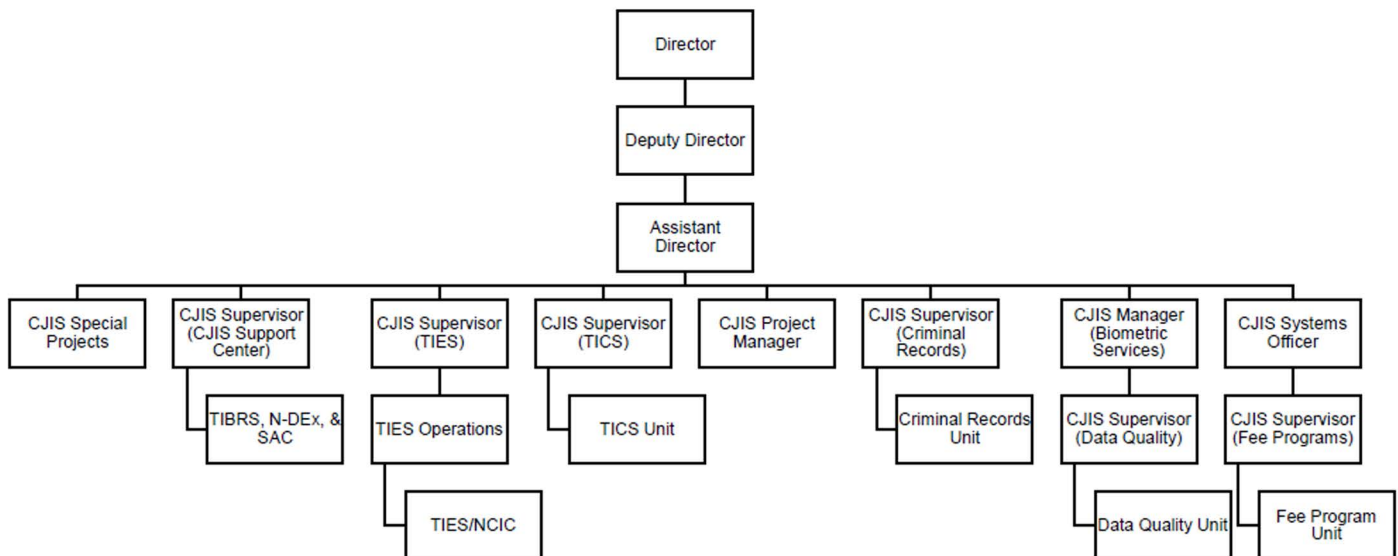 Director
Deputy Director
Assistant
Director
CJIS Special
Projects
CJIS Supervisor
(CJIS Support
Center)
CJIS Supervisor
(TIES)
CJIS Supervisor
(TICS)
CJIS Project
Manager
CJIS Supervisor
(Criminal
Records)
CJIS Manager
(Biometric
Services)
CJIS Systems
Officer
TIBRS, N-DEx, &
SAC
TIES Operations
TICS Unit
Criminal Records
Unit
CJIS Supervisor
(Data Quality)
CJIS Supervisor
(Fee Programs)
TIES/NCIC
Data Quality Unit
Fee Program
Unit